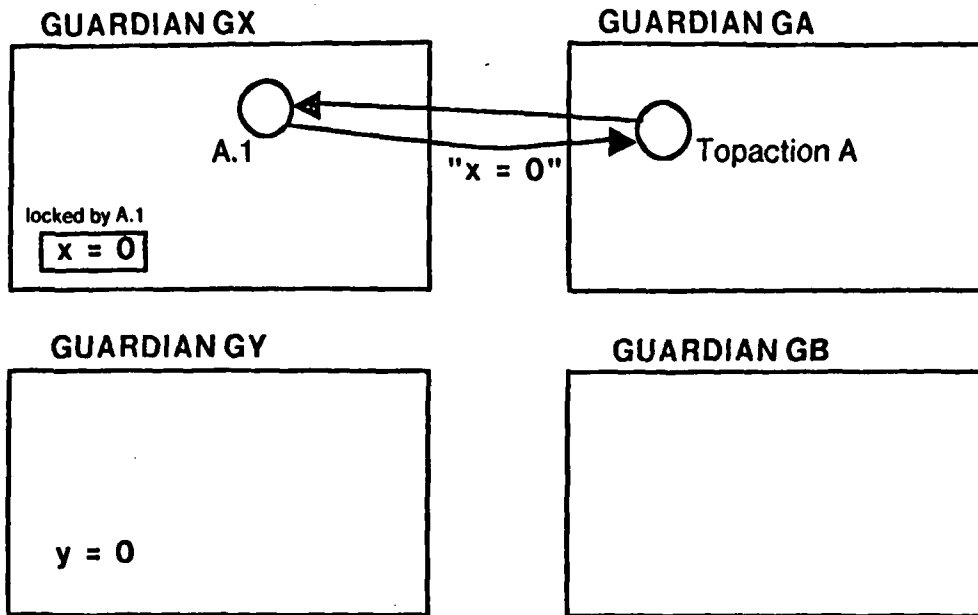 GUARDIAN GX
GUARDIAN GA
A.1
"x = 0"
Topaction A
locked by A.1
x = 0
GUARDIAN GY
GUARDIAN GB
y = 0